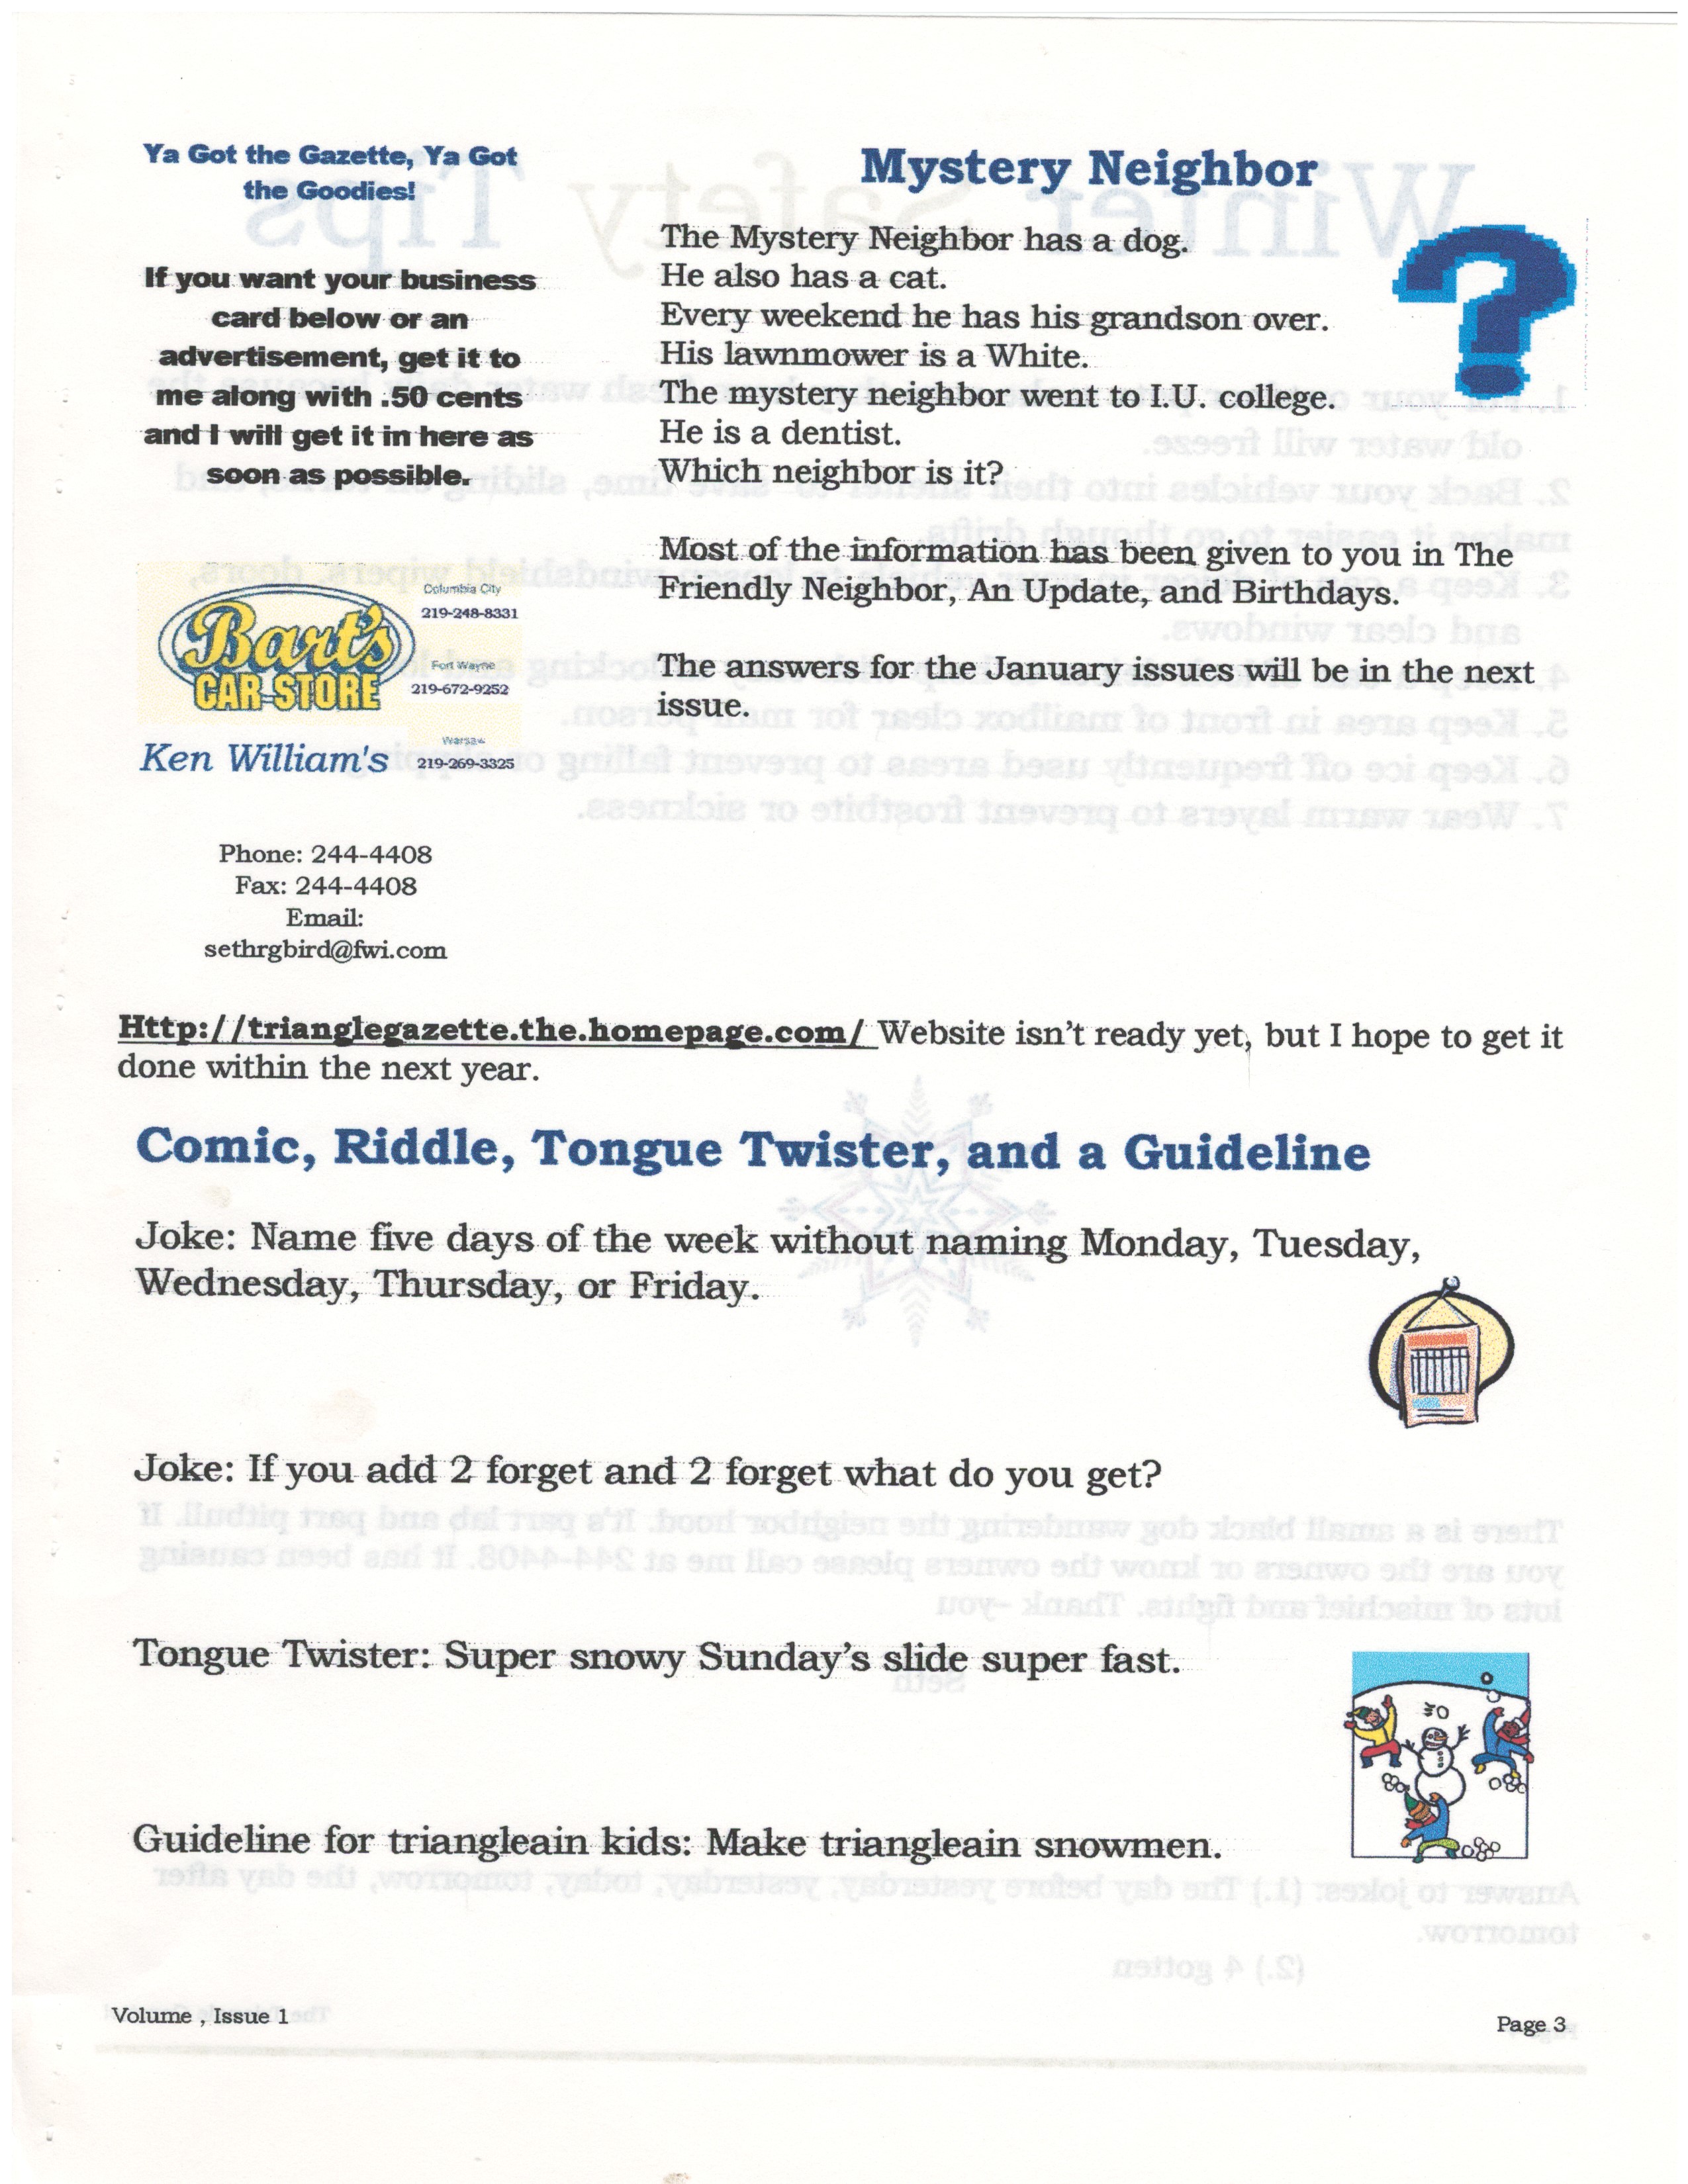 Ya Got the Gazette, Ya Got
the Goodies!
If you want your business
card below or an
advertisement, get it to
me along with .50 cents
and I will get it in here as
soon as possible.
Bart's
CAR STORE
Columbia City
219-248-8331
Fort Wayne
219-672-9252
Warsaw
219-269-3325
Ken William's
Phone: 244-4408
Fax: 244-4408
Email:
sethrgbird@fwi.com
Mystery Neighbor
The Mystery Neighbor has a dog.
He also has a cat.
Every weekend he has his grandson over.
His lawnmower is a White.
The mystery neighbor went to I.U. college.
He is a dentist.
Which neighbor is it?
Most of the information has been given to you in The
Friendly Neighbor, An Update, and Birthdays.
The answers for the January issues will be in the next
issue.
Http://trianglegazette.the.homepage.com/ Website isn't ready yet, but I hope to get it
done within the next year.
Comic, Riddle, Tongue Twister, and a Guideline
Joke: Name five days of the week without naming Monday, Tuesday,
Wednesday, Thursday, or Friday.
Joke: If you add 2 forget and 2 forget what do you get?
Tongue Twister: Super snowy Sunday's slide super fast.
Guideline for triangleain kids: Make triangleain snowmen.
Volume , Issue 1
Page 3